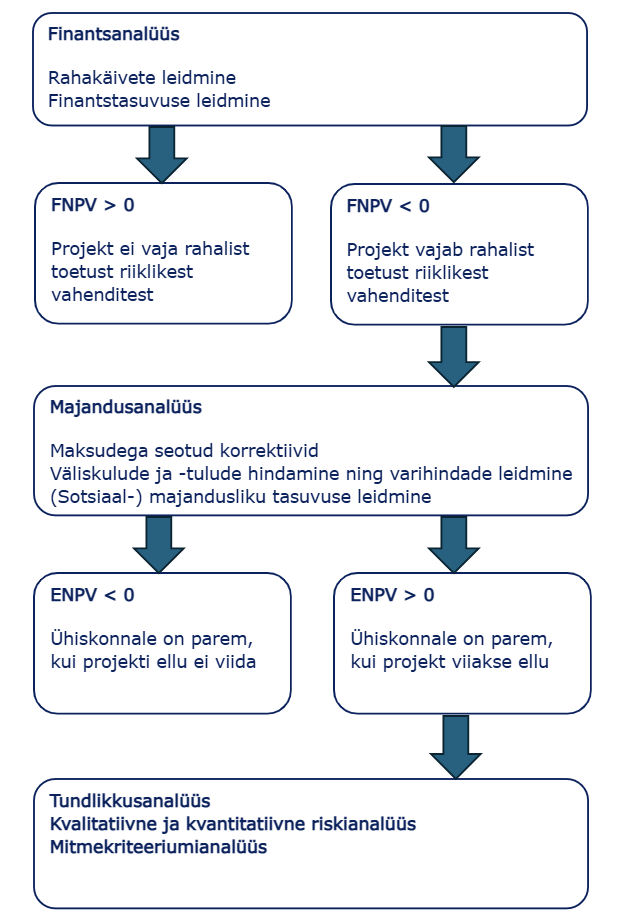 Finantsanalüüs
Rahakäivete leidmine
Finantstasuvuse leidmine
FNPV > 0
Projekt ei vaja rahalist
toetust riiklikest
vahenditest
FNPV < 0
Projekt vajab rahalist
toetust riiklikest
vahenditest
Majandusanalüüs
Maksudega seotud korrektiivid
Väliskulude ja -tulude hindamine ning varihindade leidmine
(Sotsiaal-) majandusliku tasuvuse leidmine
ENPV < 0
Ühiskonnale on parem,
kui projekti ellu ei viida
ENPV > 0
Ühiskonnale on parem,
kui projekt viiakse ellu
Tundlikkusanalüüs
Kvalitatiivne ja kvantitatiivne riskianalüüs
Mitmekriteeriumianalüüs